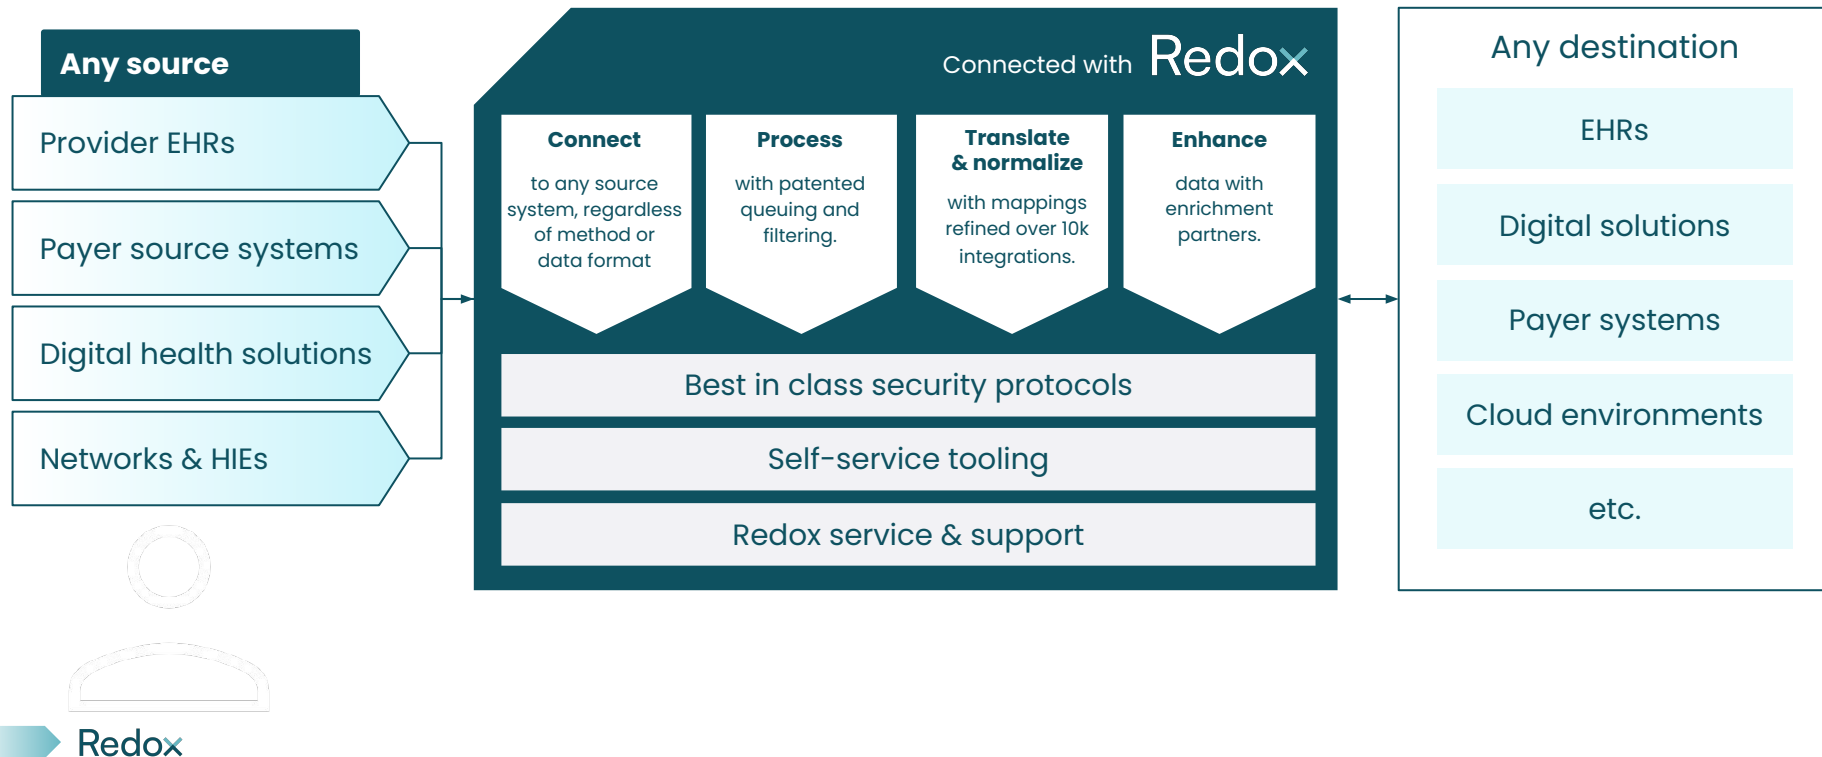 Any source
Provider EHRs
Payer source systems
Digital health solutions
Networks & HIEs
Connected with Redox
Connect
to any source
system, regardless
of method or
data format
Process
with patented
queuing and
filtering.
Translate
& normalize
with mappings
refined over 10k
integrations.
Enhance
data with
enrichment
partners.
Best in class security protocols
Self-service tooling
Redox service & support
Any destination
EHRs
Digital solutions
Payer systems
Cloud environments
etc.
Redox